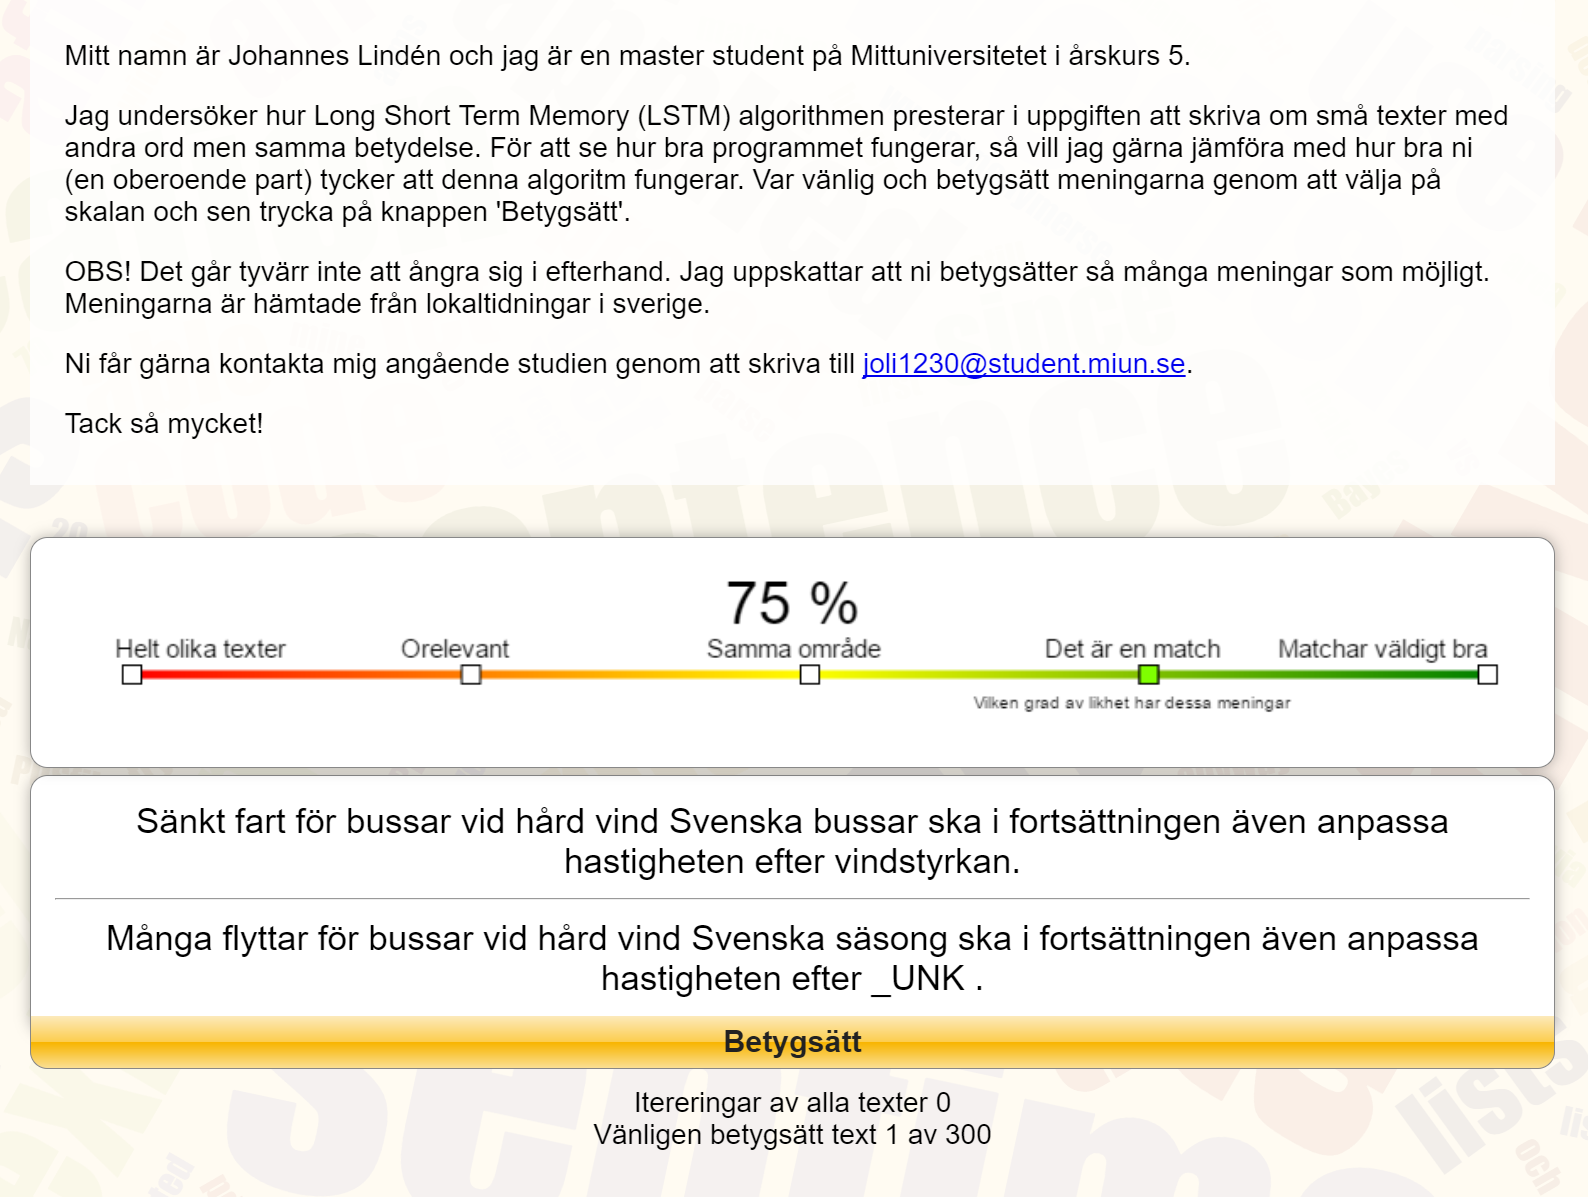 Mitt namn är Johannes Lindén och jag är en master student på Mittuniversitetet i årskurs 5.
Jag undersöker hur Long Short Term Memory (LSTM) algorithmen presterar i uppgiften att skriva om små texter med
andra ord men samma betydelse. För att se hur bra programmet fungerar, så vill jag gärna jämföra med hur bra ni
(en oberoende part) tycker att denna algoritm fungerar. Var vänlig och betygsätt meningarna genom att välja på
skalan och sen trycka på knappen 'Betygsätt'.
OBS! Det går tyvärr inte att ångra sig i efterhand. Jag uppskattar att ni betygsätter så många meningar som möjligt.
Meningarna är hämtade från lokaltidningar i sverige.
Ni får gärna kontakta mig angående studien genom att skriva till joli1230@student.miun.se.
Tack så mycket!
75 %
Helt olika texter Orelevant Samma område Det är en match Matchar väldigt bra
Vilken grad av likhet har dessa meningar
Sänkt fart för bussar vid hård vind Svenska bussar ska i fortsättningen även anpassa
hastigheten efter vindstyrkan.
Många flyttar för bussar vid hård vind Svenska säsong ska i fortsättningen även anpassa
hastigheten efter _UNK .
Betygsätt
Itereringar av alla texter 0
Vänligen betygsätt text 1 av 300